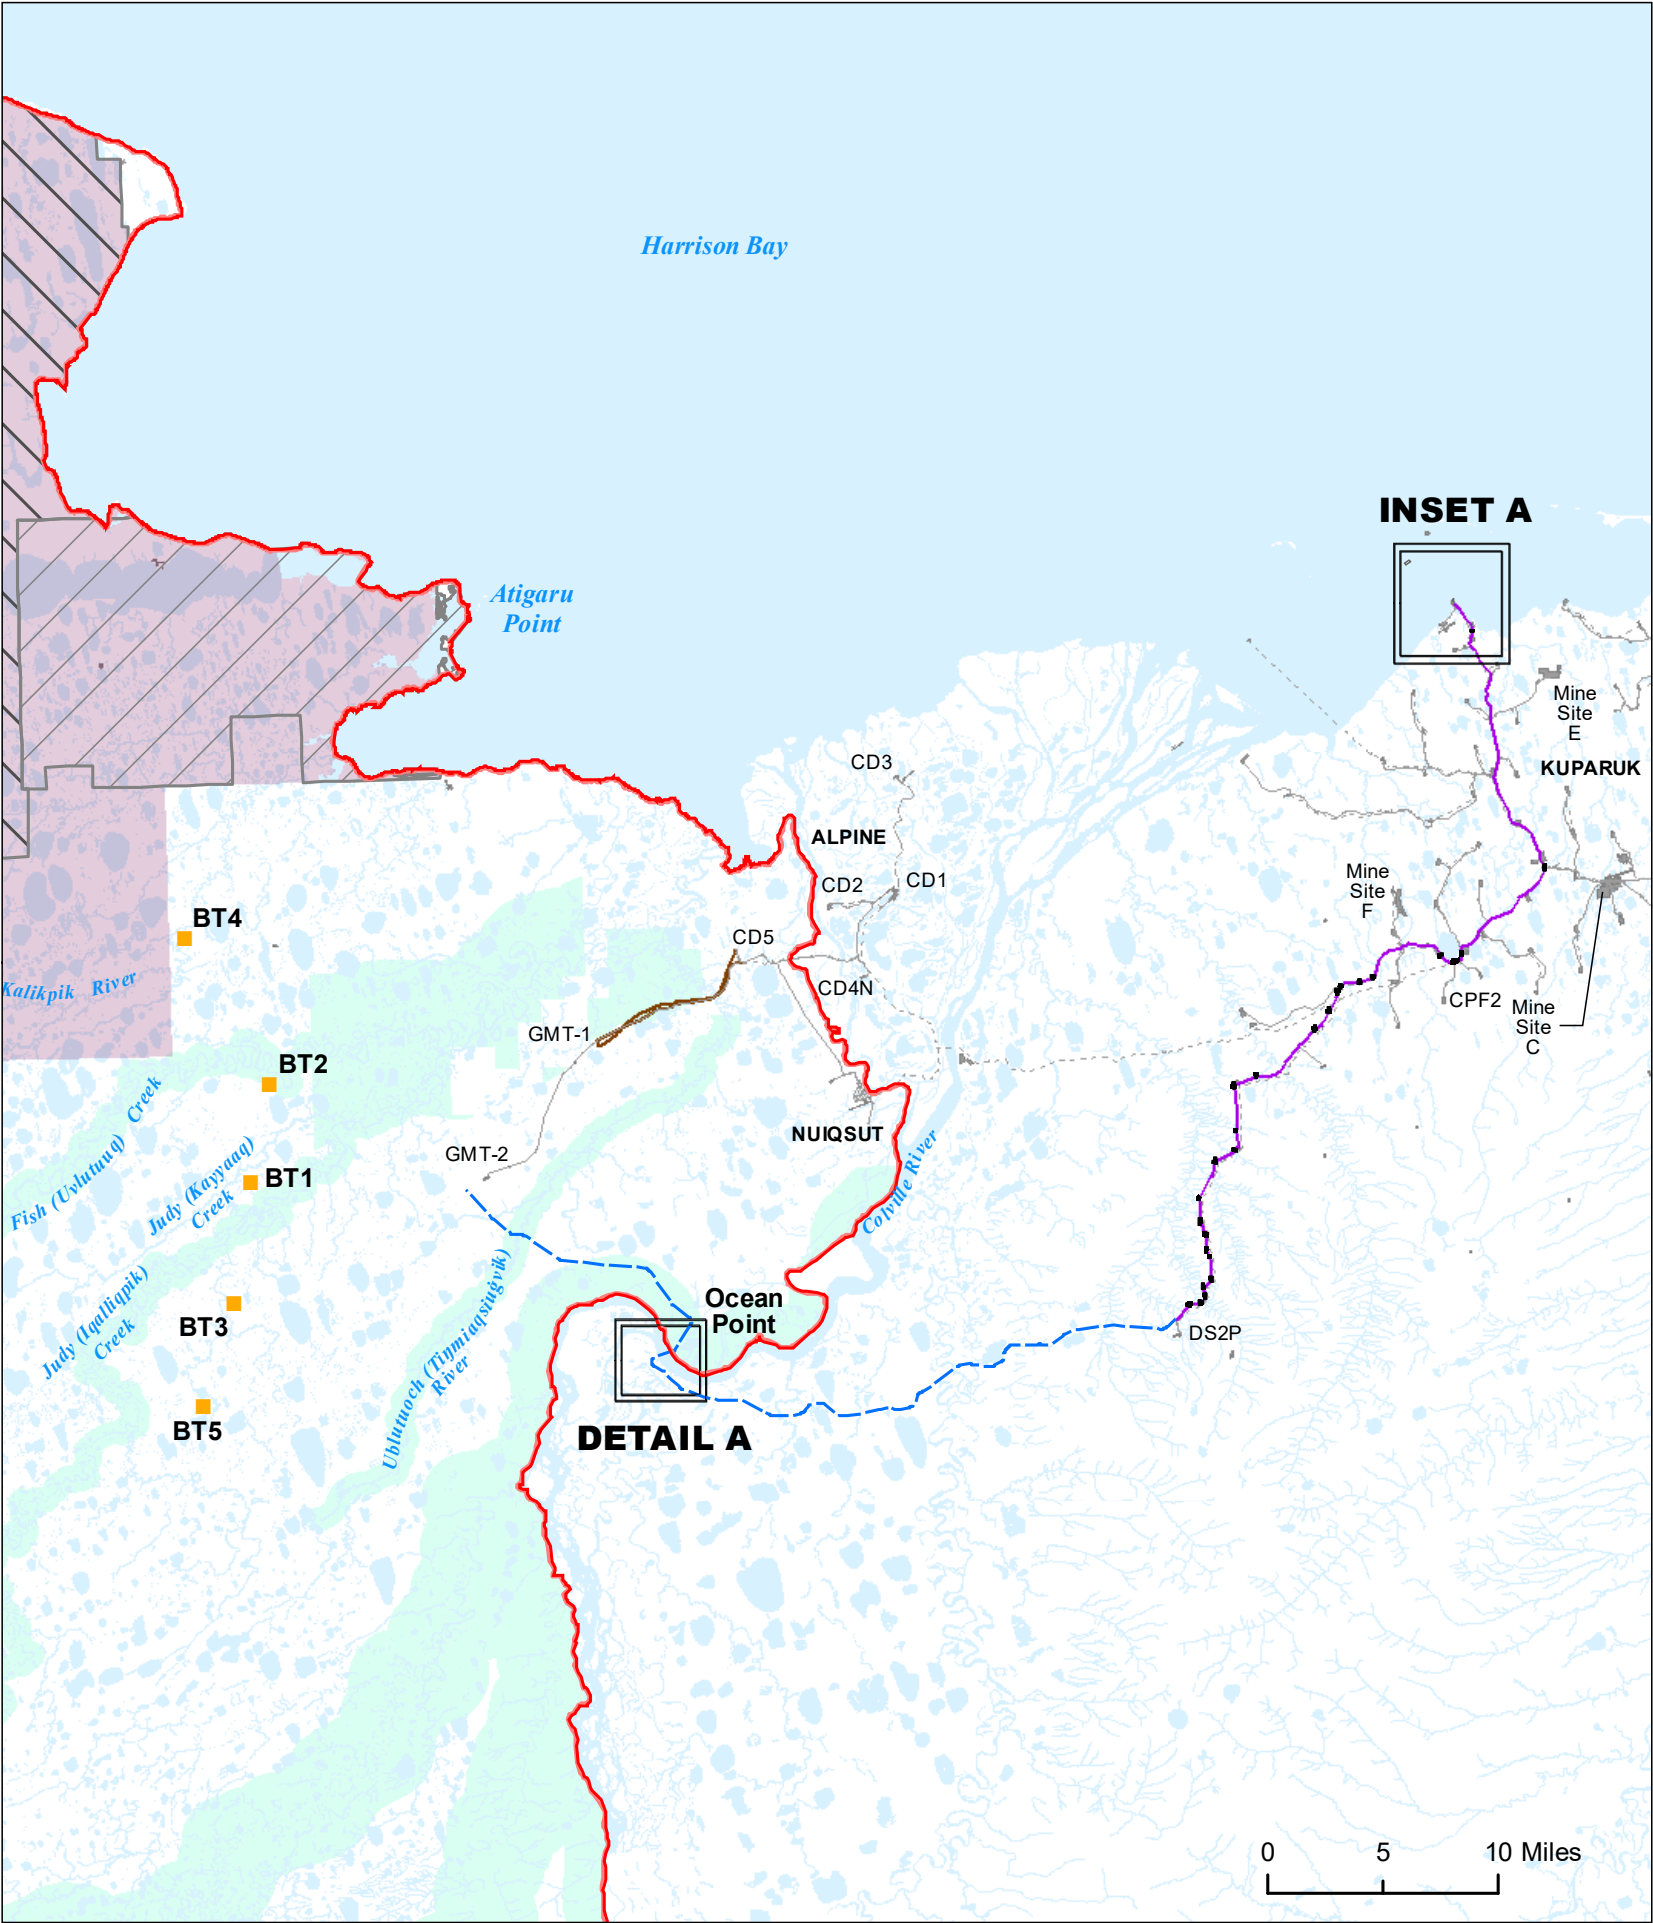 Harrison Bay
INSET A
Atigaru
Point
Mine
Site
E
KUPARUK
CD3
ALPINE
CD2
CD1
Mine
Site
F
BT4
CD5
Kalikpik River
CD4N
CPF2
Mine
Site
C
GMT-1
BT2
Fish (Uvlutuuq) Creek
NUIQSUT
GMT-2
Judy (Kayyaaq)
Creek
BT1
Colville River
Ublutuoch (Tiŋmiaqsiuġvik)
River
Judy (Iqalliqpik)
Creek
Ocean
Point
BT3
DS2P
BT5
DETAIL A
0 5 10 Miles